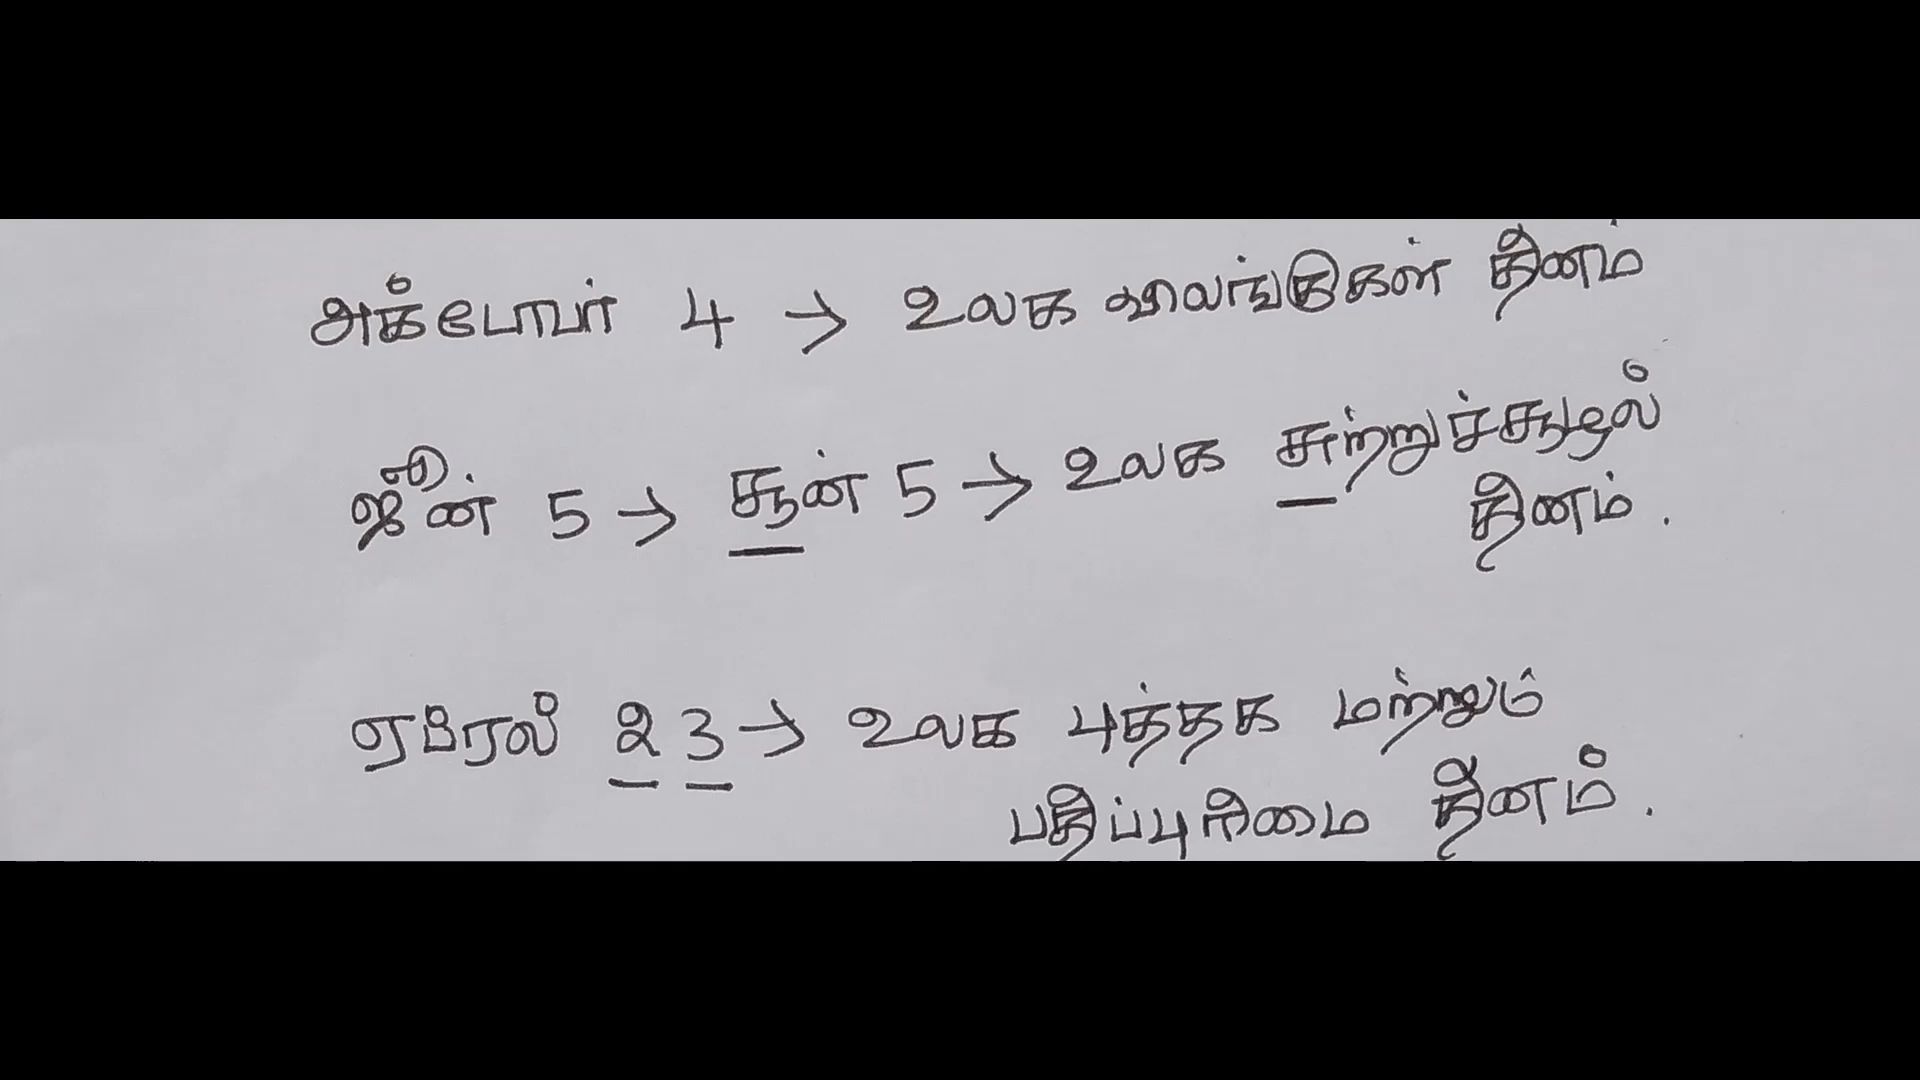 அக்டோபர் 4 → உலக விலங்குகள் தினம்
ஜூன் 5 → சூன் 5 → உலக சுற்றுச்சூழல்
தினம்.
ஏப்ரல் 23 → உலக புத்தக மற்றும்
பதிப்புரிமை தினம்.